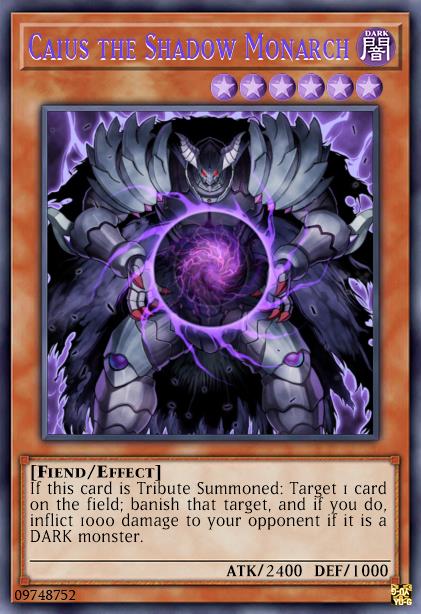 Caius the Shadow Monarch
DARK
闇
[Fiend/Effect]
If this card is Tribute Summoned: Target 1 card
on the field; banish that target, and if you do,
inflict 1000 damage to your opponent if it is a
DARK monster.
ATK/2400 DEF/1000
09748752